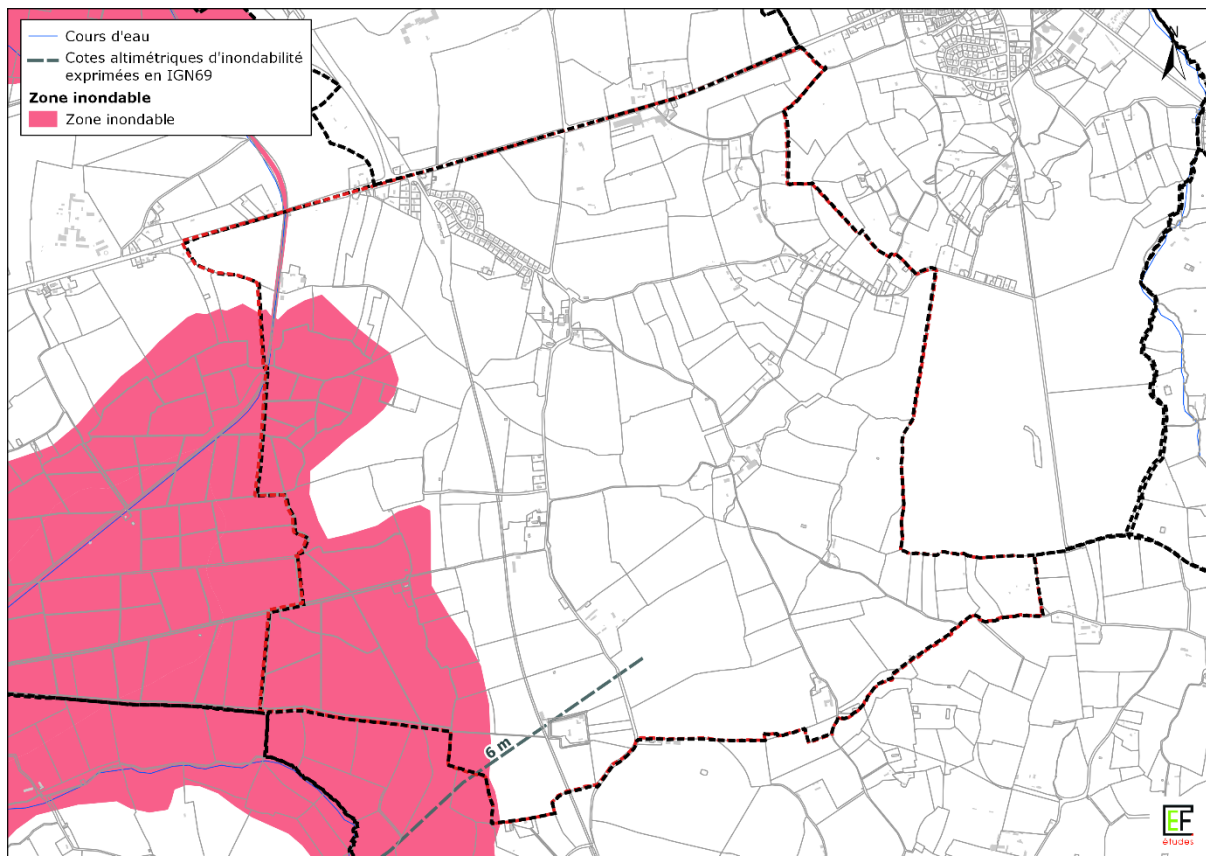 Cours d'eau
Cotes altimétriques d'inondabilité
exprimées en IGN69
Zone inondable
Zone inondable
N
6 m
EF
études